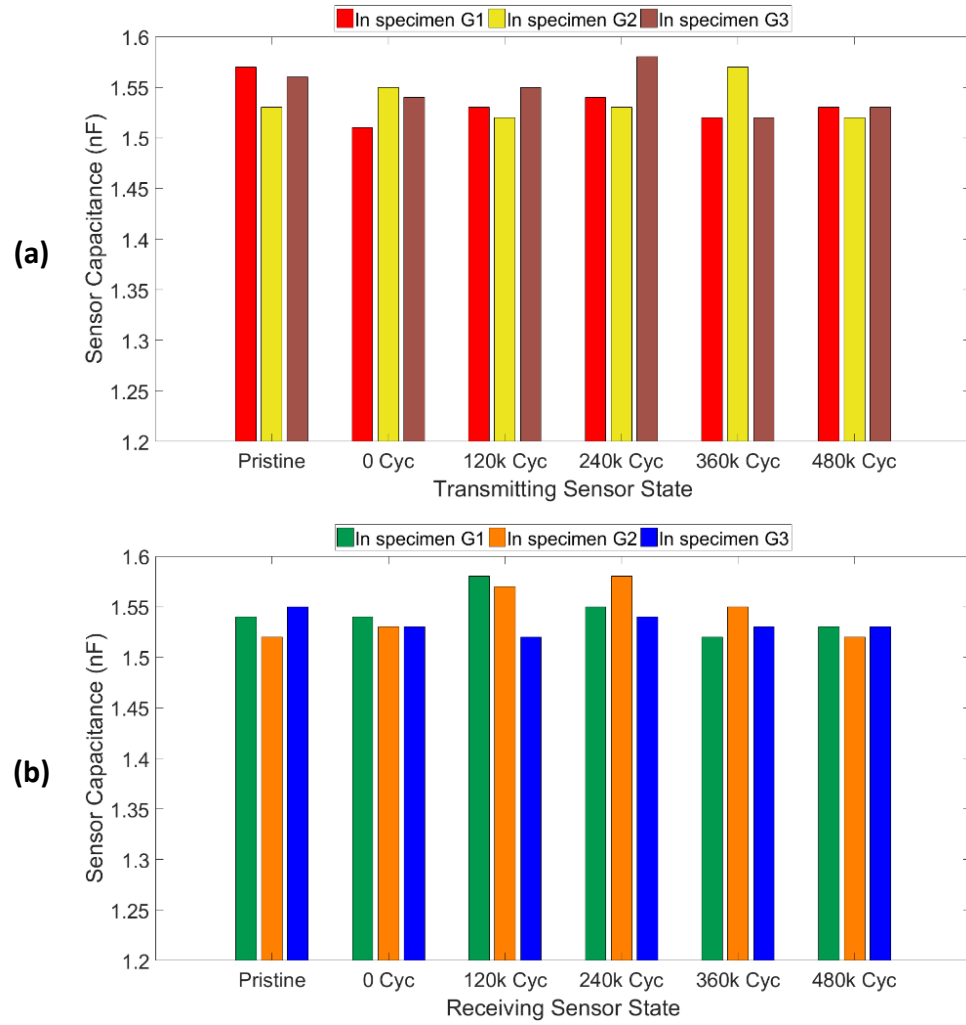 In specimen G1 In specimen G2 In specimen G3
1.6
1.55
1.5
1.45
1.4
1.35
1.3
1.25
1.2
Sensor Capacitance (nF)
(a)
Pristine 0 Cyc 120k Cyc 240k Cyc 360k Cyc 480k Cyc
Transmitting Sensor State
In specimen G1 In specimen G2 In specimen G3
1.6
1.55
1.5
1.45
1.4
1.35
1.3
1.25
1.2
Sensor Capacitance (nF)
(b)
Pristine 0 Cyc 120k Cyc 240k Cyc 360k Cyc 480k Cyc
Receiving Sensor State